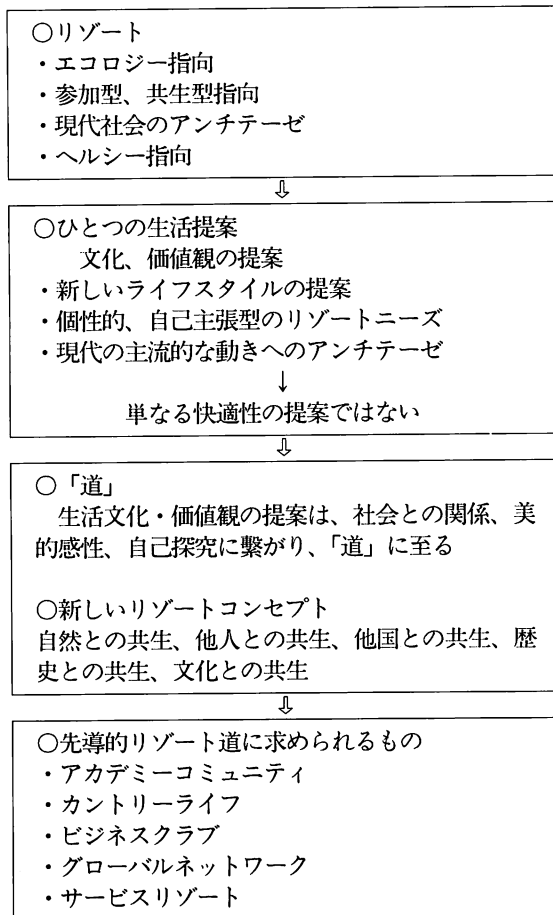 ○リゾート
・エコロジー指向
・参加型、共生型指向
・現代社会のアンチテーゼ
・ヘルシー指向
⇩
○ひとつの生活提案
文化、価値観の提案
・新しいライフスタイルの提案
・個性的、自己主張型のリゾートニーズ
・現代の主流的な動きへのアンチテーゼ
↓
単なる快適性の提案ではない
⇩
○「道」
生活文化・価値観の提案は、社会との関係、美
的感性、自己探究に繋がり、「道」に至る
○新しいリゾートコンセプト
自然との共生、他人との共生、他国との共生、歴
史との共生、文化との共生
⇩
○先導的リゾート道に求められるもの
・アカデミーコミュニティ
・カントリーライフ
・ビジネスクラブ
・グローバルネットワーク
・サービスリゾート